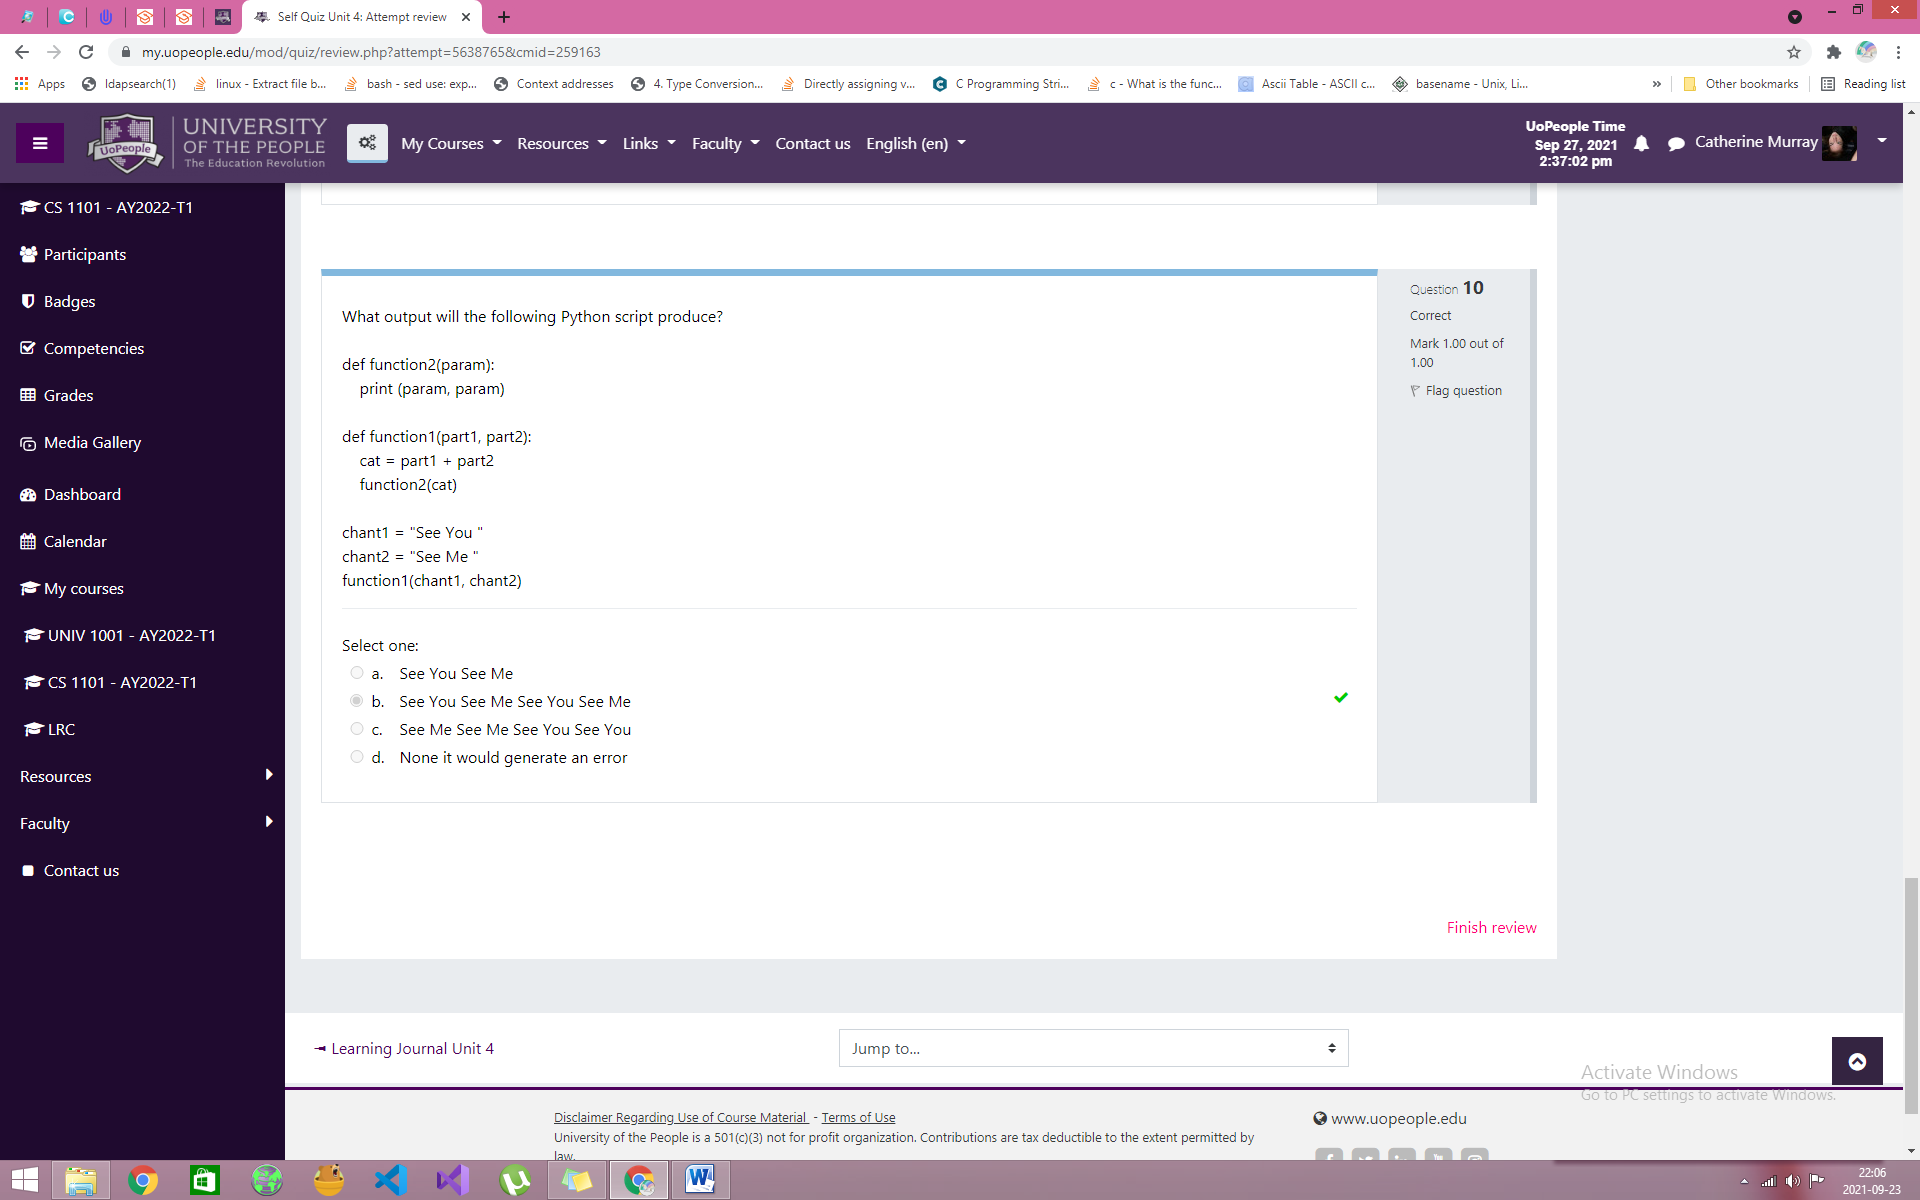 Self Quiz Unit 4: Attempt review
my.uopeople.edu/mod/quiz/review.php?attempt=5638765&cmid=259163
Apps
ldapsearch(1)
linux - Extract file b...
bash - sed use: exp...
Context addresses
4. Type Conversion...
Directly assigning v...
C Programming Stri...
c - What is the func...
Ascii Table - ASCII c...
basename - Unix, Li...
»
Other bookmarks
Reading list
UoPeople
UNIVERSITY
OF THE PEOPLE
The Education Revolution
My Courses
Resources
Links
Faculty
Contact us
English (en)
UoPeople Time
Sep 27, 2021
2:37:02 pm
Catherine Murray
CS 1101 - AY2022-T1
Participants
Badges
Competencies
Grades
Media Gallery
Dashboard
Calendar
My courses
UNIV 1001 - AY2022-T1
CS 1101 - AY2022-T1
LRC
Resources
Faculty
Contact us
What output will the following Python script produce?
def function2(param):
print (param, param)
def function1(part1, part2):
cat = part1 + part2
function2(cat)
chant1 = "See You "
chant2 = "See Me "
function1(chant1, chant2)
Select one:
a. See You See Me
b. See You See Me See You See Me
c. See Me See Me See You See You
d. None it would generate an error
Question 10
Correct
Mark 1.00 out of
1.00
Flag question
Finish review
◄ Learning Journal Unit 4
Jump to...
Activate Windows
Go to PC settings to activate Windows.
Disclaimer Regarding Use of Course Material - Terms of Use
University of the People is a 501(c)(3) not for profit organization. Contributions are tax deductible to the extent permitted by
law.
www.uopeople.edu
22:06
2021-09-23